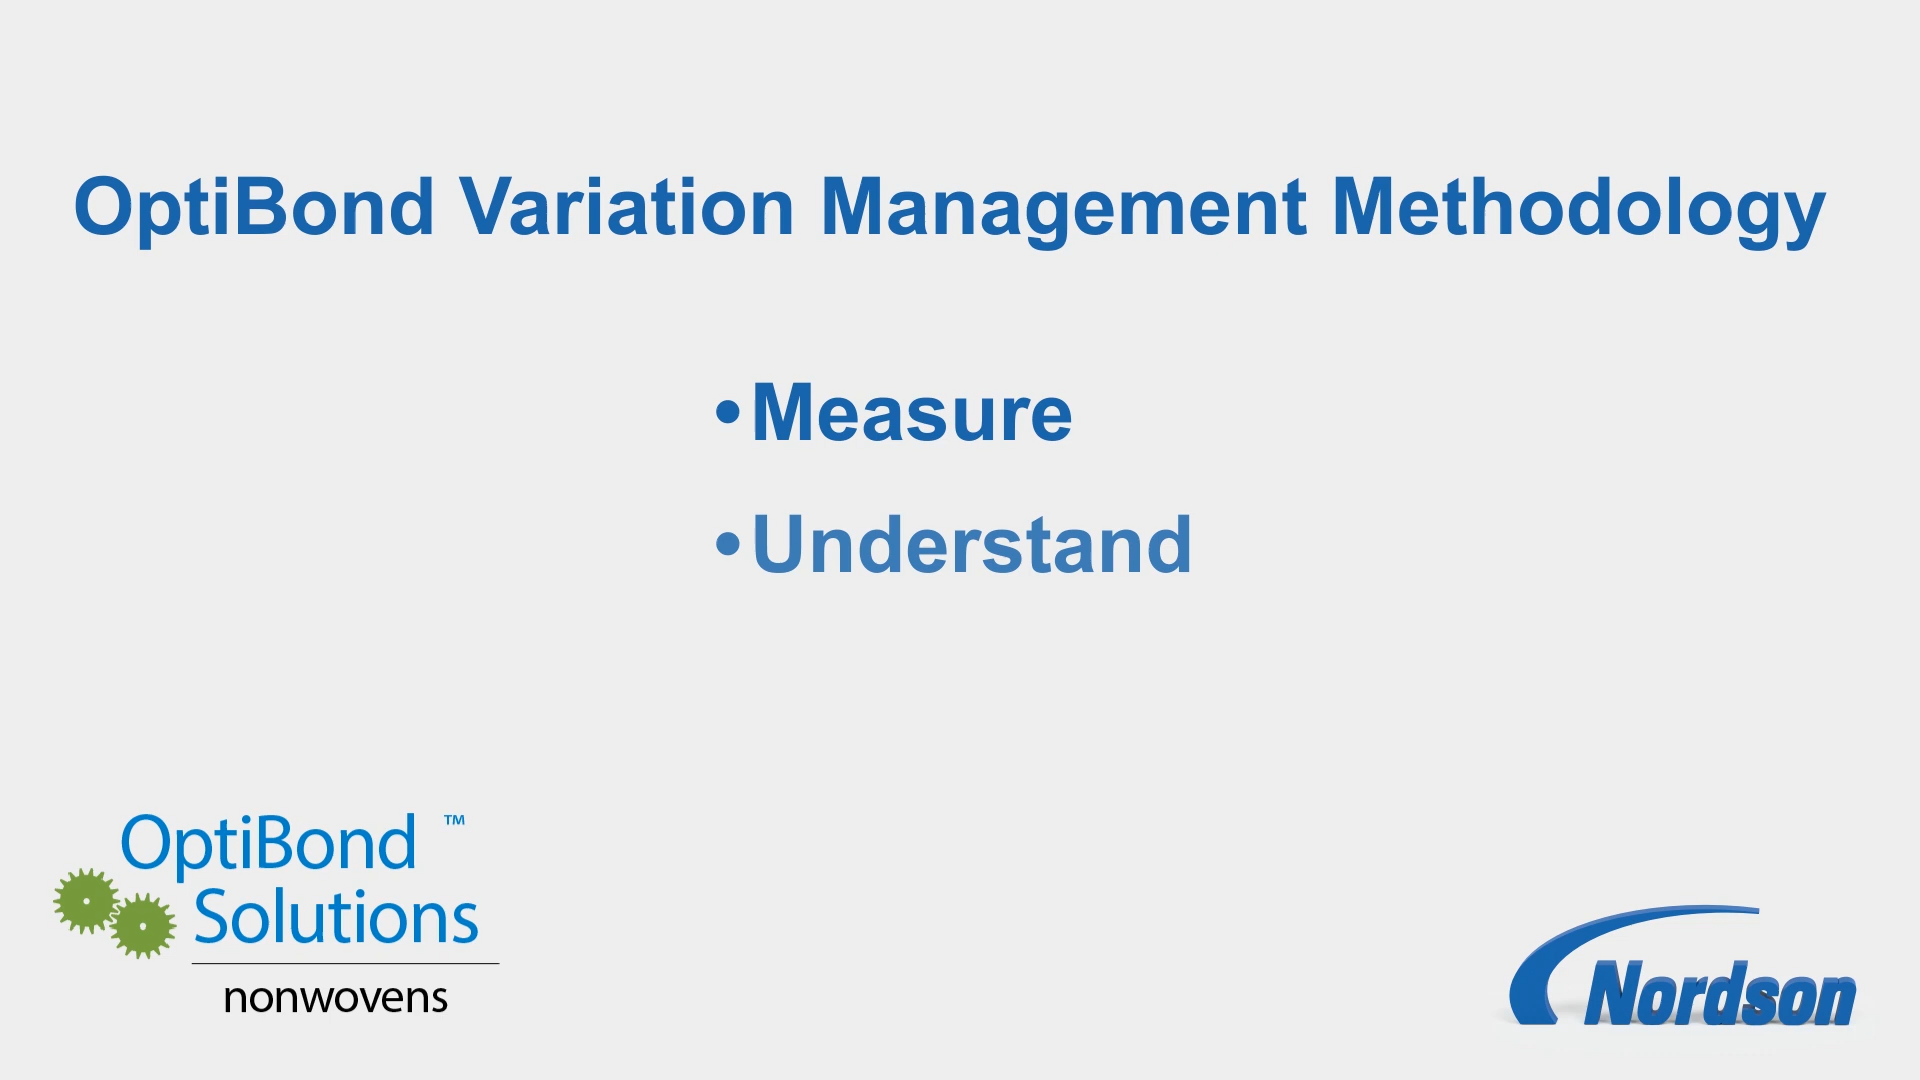 OptiBond Variation Management Methodology
•Measure
•Understand
OptiBond ™
Solutions
nonwovens
Nordson